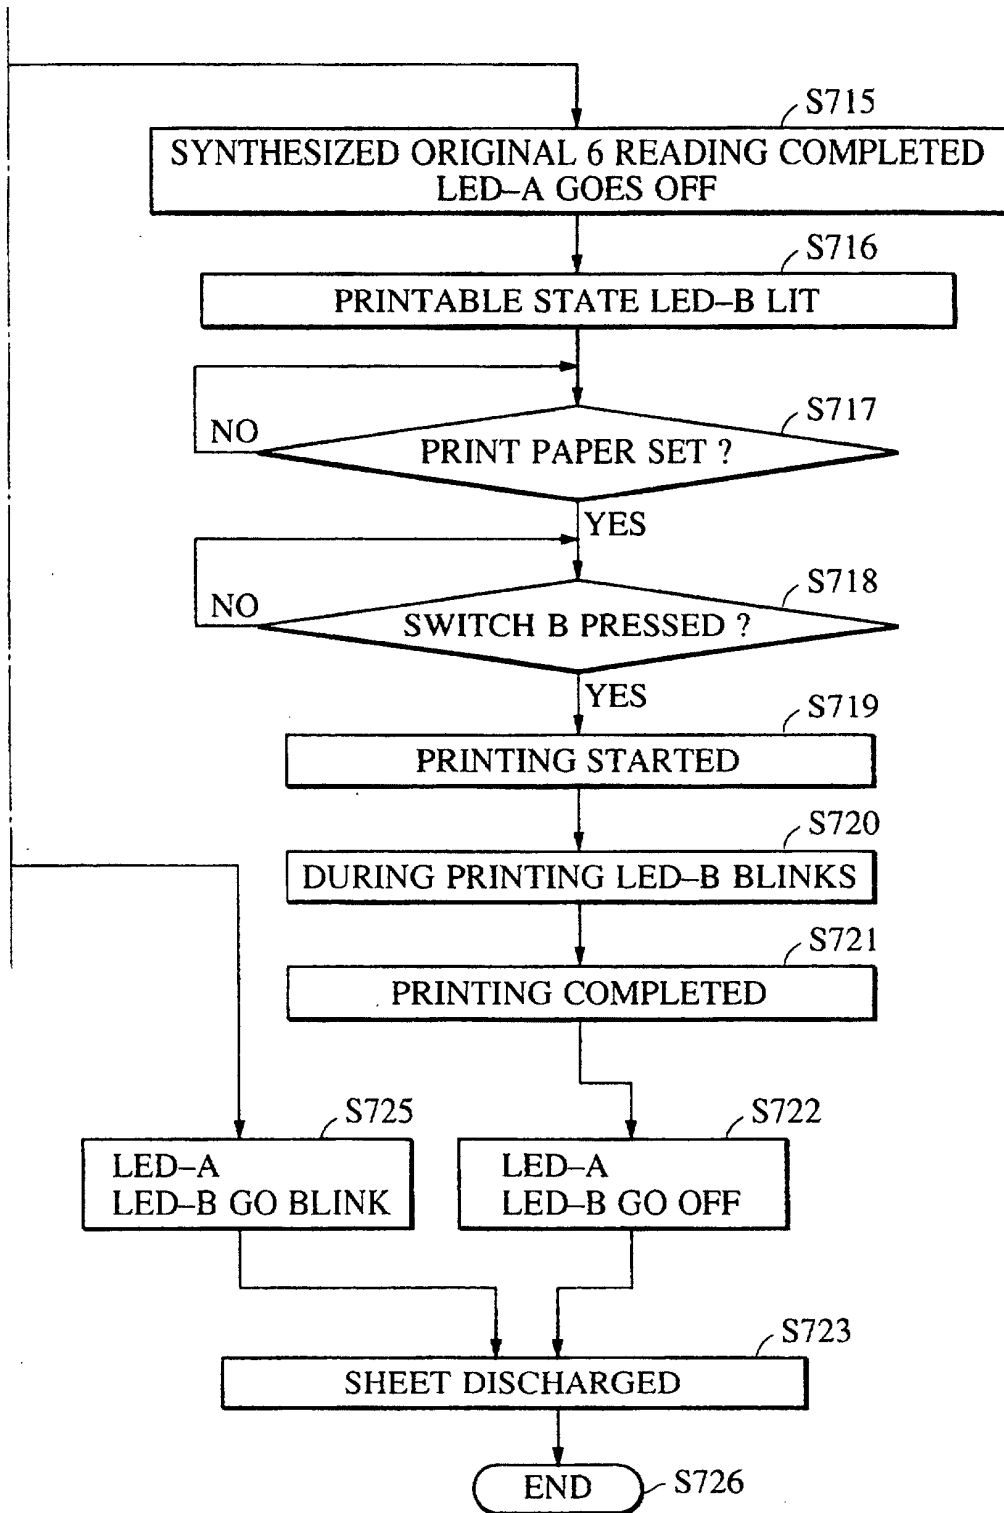 S715
SYNTHESIZED ORIGINAL 6 READING COMPLETED
LED-A GOES OFF
S716
PRINTABLE STATE LED-B LIT
S717
NO
PRINT PAPER SET ?
YES
S718
NO
SWITCH B PRESSED ?
YES
S719
PRINTING STARTED
S720
DURING PRINTING LED-B BLINKS
S721
PRINTING COMPLETED
S725
LED-A
LED-B GO BLINK
S722
LED-A
LED-B GO OFF
S723
SHEET DISCHARGED
END
S726